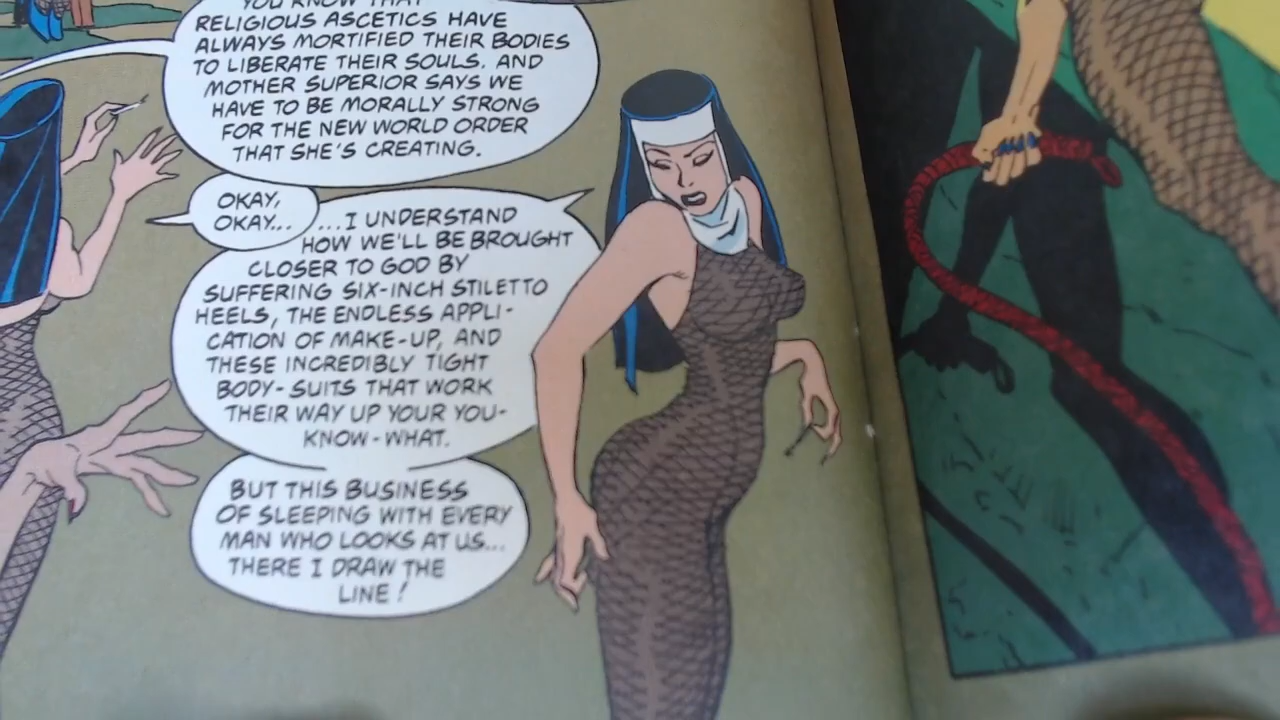 YOU KNOW THAT
RELIGIOUS ASCETICS HAVE
ALWAYS MORTIFIED THEIR BODIES
TO LIBERATE THEIR SOULS. AND
MOTHER SUPERIOR SAYS WE
HAVE TO BE MORALLY STRONG
FOR THE NEW WORLD ORDER
THAT SHE'S CREATING.
OKAY,
OKAY...
...I UNDERSTAND
HOW WE'LL BE BROUGHT
CLOSER TO GOD BY
SUFFERING SIX-INCH STILETTO
HEELS, THE ENDLESS APPLI-
CATION OF MAKE-UP, AND
THESE INCREDIBLY TIGHT
BODY-SUITS THAT WORK
THEIR WAY UP YOUR YOU-
KNOW-WHAT.
BUT THIS BUSINESS
OF SLEEPING WITH EVERY
MAN WHO LOOKS AT US...
THERE I DRAW THE
LINE!